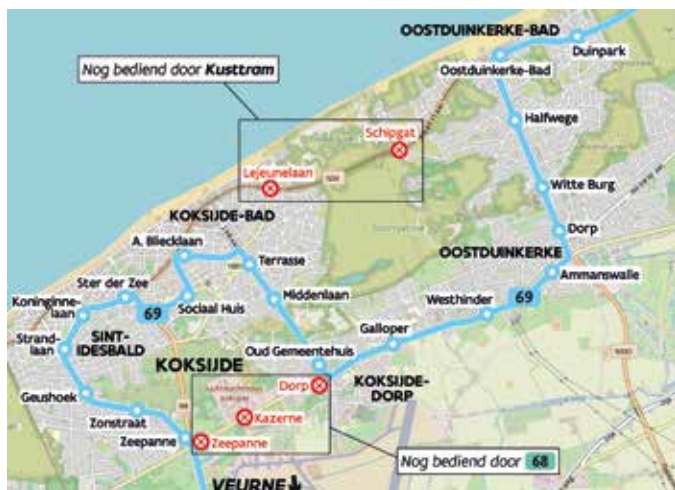 OOSTDUINKERKE-BAD
Duinpark
Oostduinkerke-Bad
Nog bediend door Kusttram
Halfwege
Schipgat
Lejeunelaan
Witte Burg
KOKSIJDE-BAD
Dorp
A. Bliecklaan
OOSTDUINKERKE
Terrasse
Ammanswalle
Ster der Zee
Koninginne-
laan
69
Sociaal Huis
Middenlaan
Westhinder
69
Strand-
laan
SINT-
IDESBALD
Galloper
KOKSIJDE
Oud Gemeentehuis
Dorp
KOKSIJDE-
DORP
Geushoek
Kazerne
Zonstraat
Zeepanne
Zeepanne
Nog bediend door 68
VEURNE